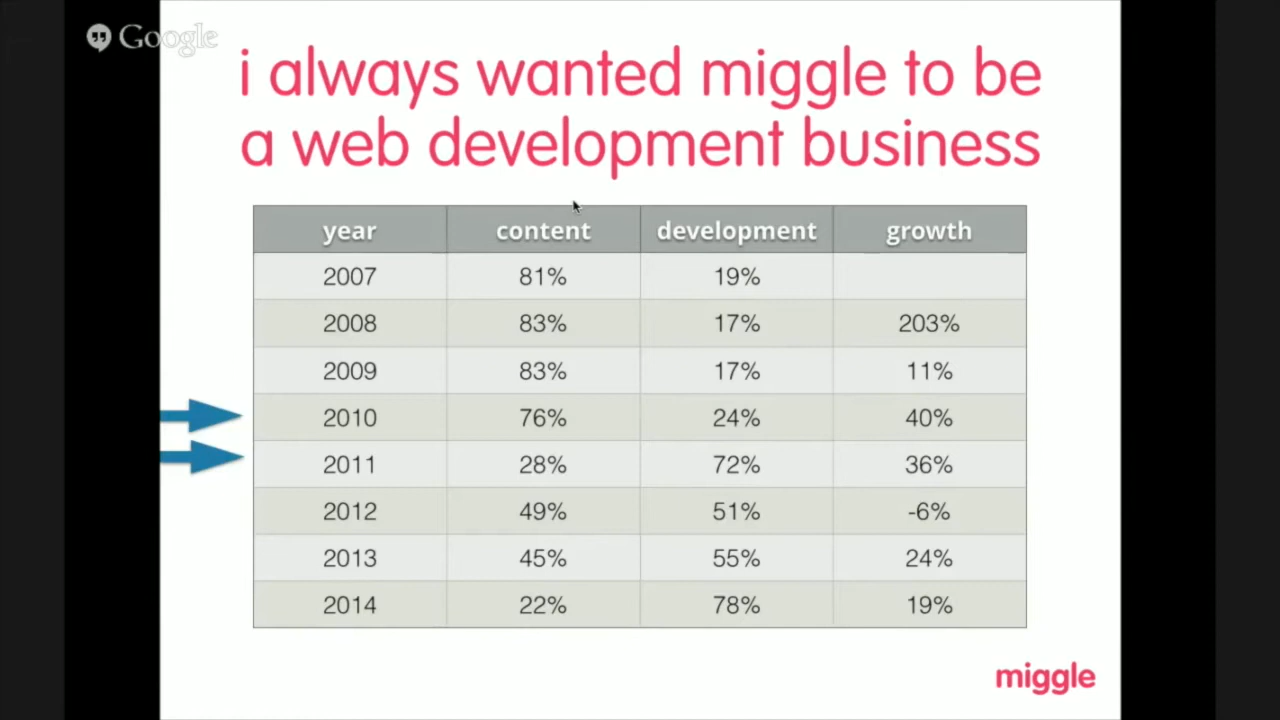 Google
i always wanted miggle to be
a web development business
year content development growth
2007 81% 19%
2008 83% 17% 203%
2009 83% 17% 11%
2010 76% 24% 40%
2011 28% 72% 36%
2012 49% 51% -6%
2013 45% 55% 24%
2014 22% 78% 19%
miggle